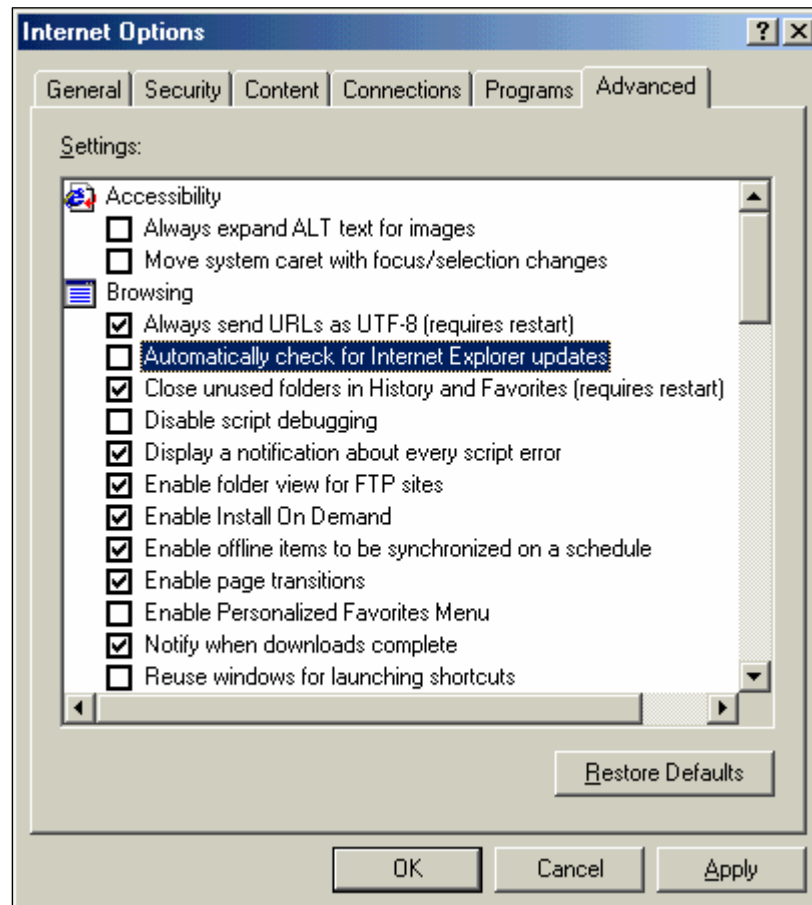 Internet Options
General Security Content Connections Programs Advanced
Settings:
Accessibility
Always expand ALT text for images
Move system caret with focus/selection changes
Browsing
Always send URLs as UTF-8 (requires restart)
Automatically check for Internet Explorer updates
Close unused folders in History and Favorites (requires restart)
Disable script debugging
Display a notification about every script error
Enable folder view for FTP sites
Enable Install On Demand
Enable offline items to be synchronized on a schedule
Enable page transitions
Enable Personalized Favorites Menu
Notify when downloads complete
Reuse windows for launching shortcuts
Restore Defaults
OK Cancel Apply